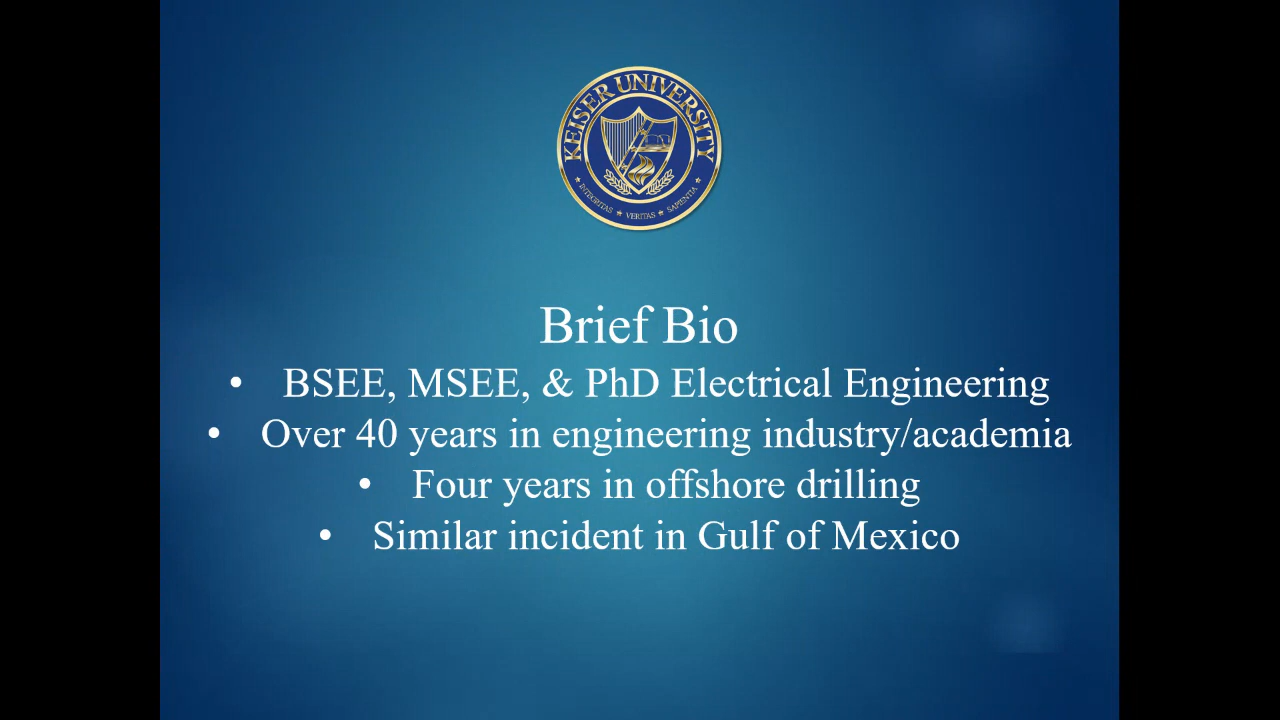 KEISER UNIVERSITY
INTEGRITAS ★ VERITAS ★ SAPIENTIA
Brief Bio
• BSEE, MSEE, & PhD Electrical Engineering
• Over 40 years in engineering industry/academia
• Four years in offshore drilling
• Similar incident in Gulf of Mexico